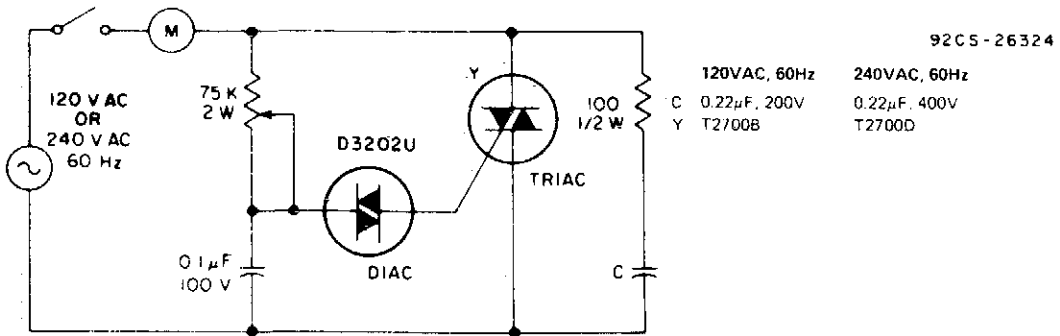 92CS-26324
M
120 V AC
OR
240 V AC
60 Hz
75 K
2 W
D3202U
DIAC
0.1µF
100 V
Y
TRIAC
100
1/2 W
C
120VAC, 60Hz 240VAC, 60Hz
C 0.22µF, 200V 0.22µF, 400V
Y T2700B T2700D